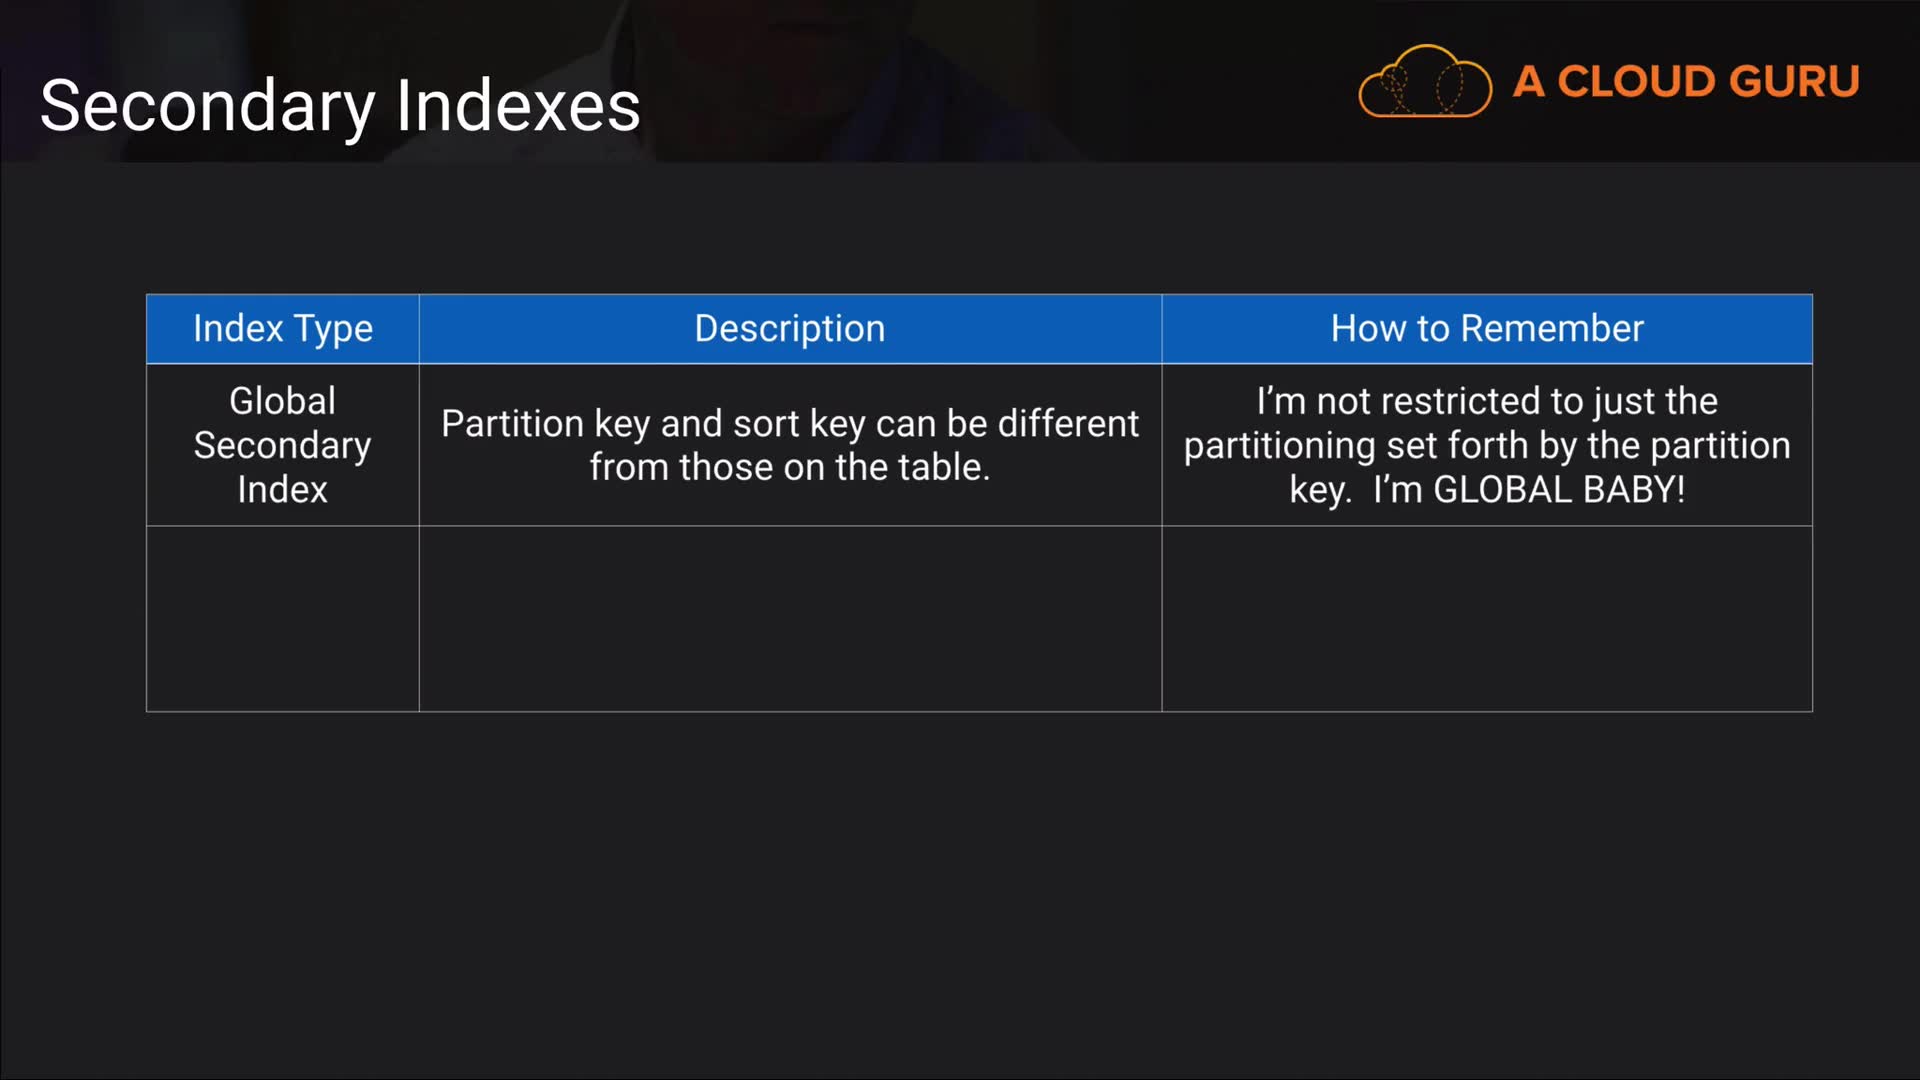 Secondary Indexes
A CLOUD GURU
Index Type
Description
How to Remember
Global
Secondary
Index
Partition key and sort key can be different
from those on the table.
I’m not restricted to just the
partitioning set forth by the partition
key.  I’m GLOBAL BABY!